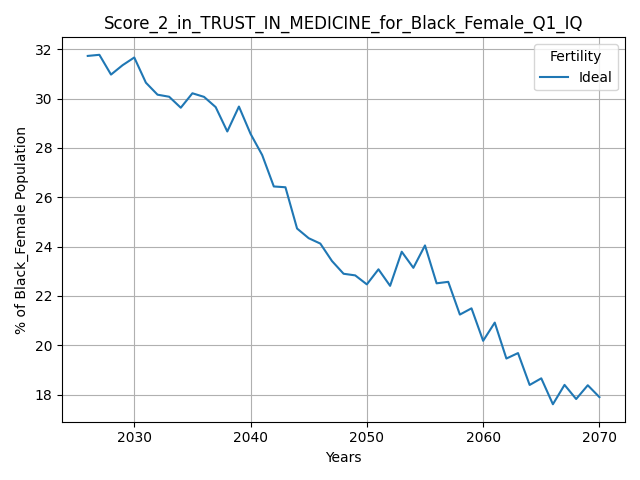 Score_2_in_TRUST_IN_MEDICINE_for_Black_Female_Q1_IQ
Fertility
Ideal
32
30
28
26
24
22
20
18
% of Black_Female Population
2030
2040
2050
2060
2070
Years